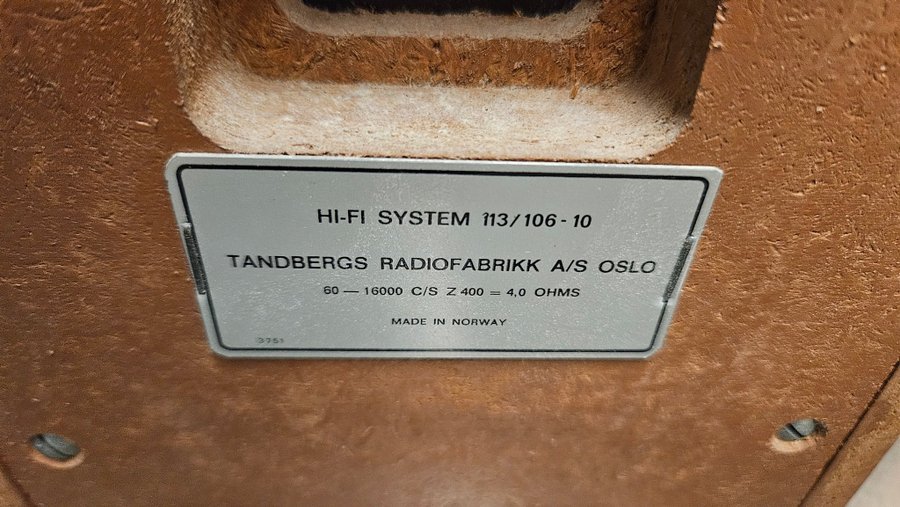 HI-FI SYSTEM 113/106-10
TANDBERGS RADIOFABRIKK A/S OSLO
60 — 16000 C/S Z 400 = 4,0 OHMS
MADE IN NORWAY
3751